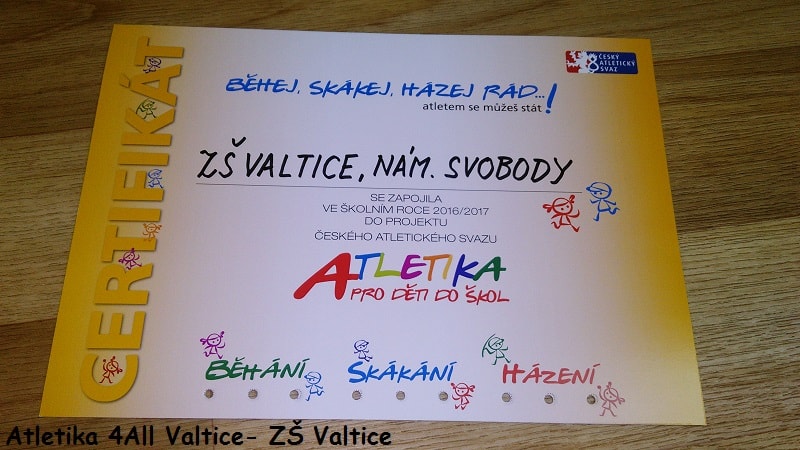 CERTIFIKÁT
ČESKÝ
ATLETICKÝ
SVAZ
BĚHEJ, SKÁKEJ, HÁZEJ RÁD...!
atletem se můžeš stát
ZŠ VALTICE, NÁM. SVOBODY
SE ZAPOJILA
VE ŠKOLNÍM ROCE 2016/2017
DO PROJEKTU
ČESKÉHO ATLETICKÉHO SVAZU
ATLETIKA
PRO DĚTI DO ŠKOL
BĚHÁNÍ SKÁKÁNÍ HÁZENÍ
Atletika 4All Valtice- ZŠ Valtice